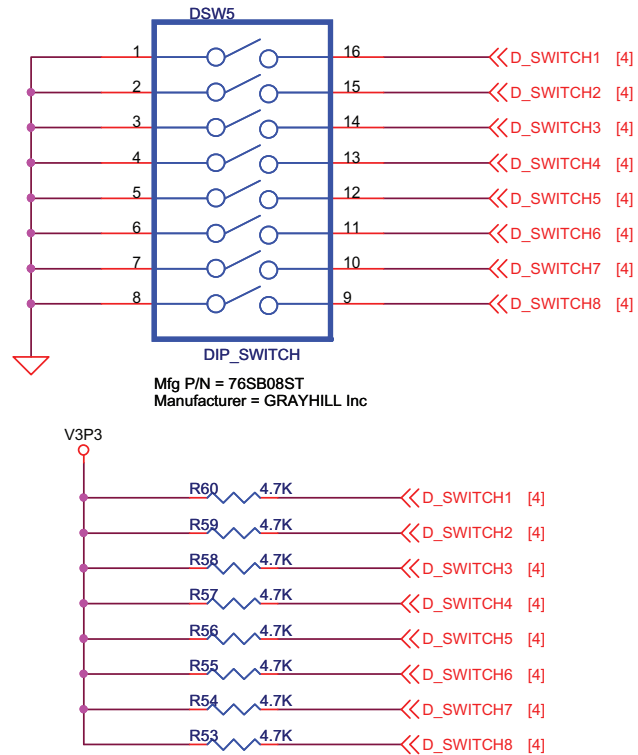 DSW5
1 16 D_SWITCH1 [4]
2 15 D_SWITCH2 [4]
3 14 D_SWITCH3 [4]
4 13 D_SWITCH4 [4]
5 12 D_SWITCH5 [4]
6 11 D_SWITCH6 [4]
7 10 D_SWITCH7 [4]
8 9 D_SWITCH8 [4]
DIP_SWITCH
Mfg P/N = 76SB08ST
Manufacturer = GRAYHILL Inc
V3P3
R60 4.7K D_SWITCH1 [4]
R59 4.7K D_SWITCH2 [4]
R58 4.7K D_SWITCH3 [4]
R57 4.7K D_SWITCH4 [4]
R56 4.7K D_SWITCH5 [4]
R55 4.7K D_SWITCH6 [4]
R54 4.7K D_SWITCH7 [4]
R53 4.7K D_SWITCH8 [4]